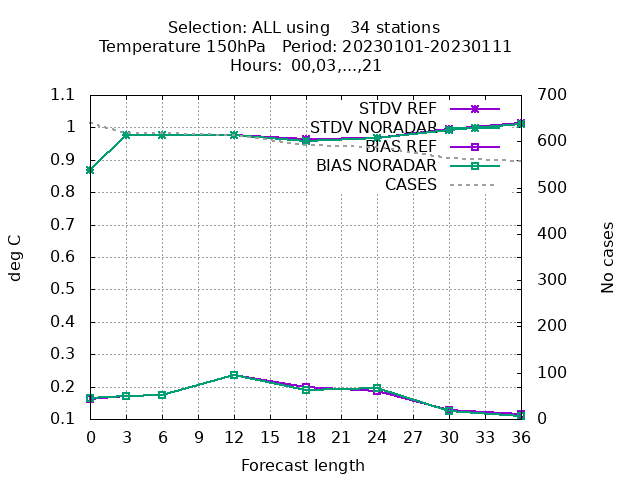 Selection: ALL using    34 stations
Temperature 150hPa   Period: 20230101-20230111
Hours: 00,03,...,21
1.1
1
0.9
0.8
0.7
0.6
0.5
0.4
0.3
0.2
0.1
deg C
STDV REF
STDV NORADAR
BIAS REF
BIAS NORADAR
CASES
700
600
500
400
300
200
100
0
No cases
0 3 6 9 12 15 18 21 24 27 30 33 36
Forecast length